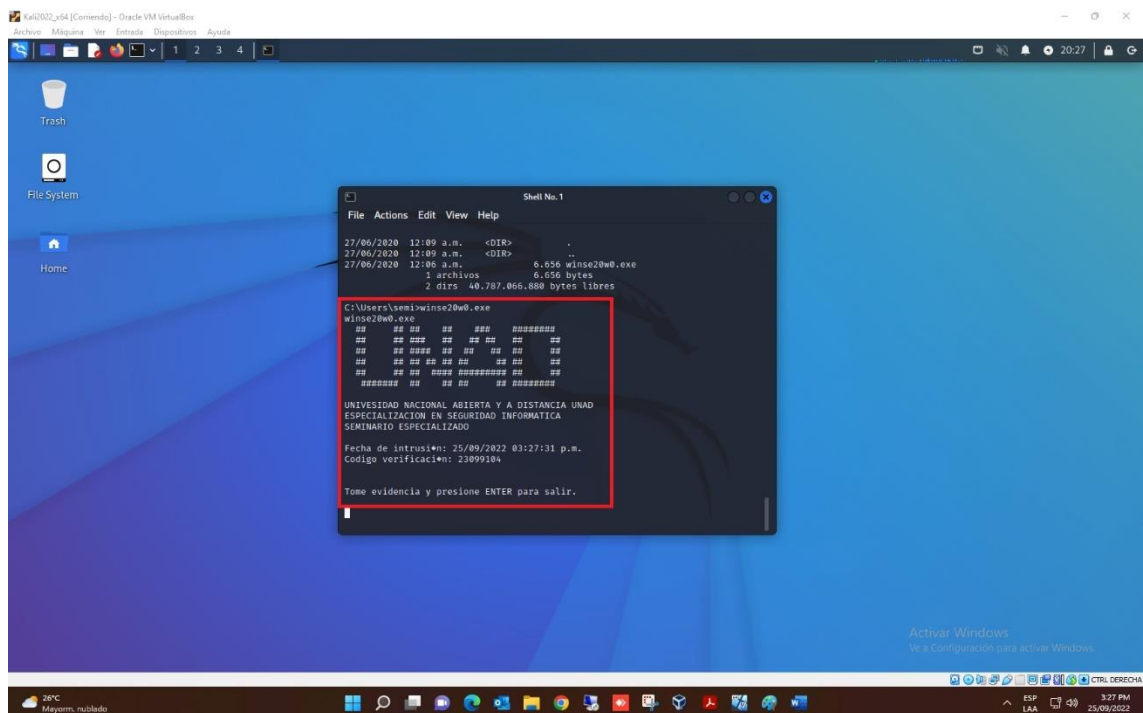 Kali2022_x64 [Corriendo] - Oracle VM VirtualBox
Archivo Máquina Ver Entrada Dispositivos Ayuda
1 2 3 4
20:27
Trash
File System
Home
Shell No. 1
File Actions Edit View Help
27/06/2020 12:09 a.m. <DIR> .
27/06/2020 12:09 a.m. <DIR> ..
27/06/2020 12:06 a.m. 6.656 winse20w0.exe
1 archivos 6.656 bytes
2 dirs 40.787.066.880 bytes libres
C:\Users\semi>winse20w0.exe
winse20w0.exe
UNAD
UNIVESIDAD NACIONAL ABIERTA Y A DISTANCIA UNAD
ESPECIALIZACION EN SEGURIDAD INFORMATICA
SEMINARIO ESPECIALIZADO
Fecha de intrusi�n: 25/09/2022 03:27:31 p.m.
Codigo verificaci�n: 23099104
Tome evidencia y presione ENTER para salir.
Activar Windows
Ve a Configuración para activar Windows.
CTRL DERECHA
26°C
Mayorm. nublado
ESP
LAA
3:27 PM
25/09/2022